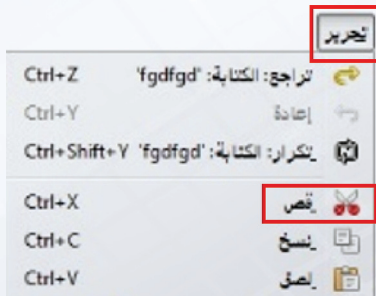 تحرير
تراجع: الكتابة: 'fgdfgd' Ctrl+Z
إعادة Ctrl+Y
تكرار: الكتابة: 'fgdfgd' Ctrl+Shift+Y
قص Ctrl+X
نسخ Ctrl+C
لصق Ctrl+V